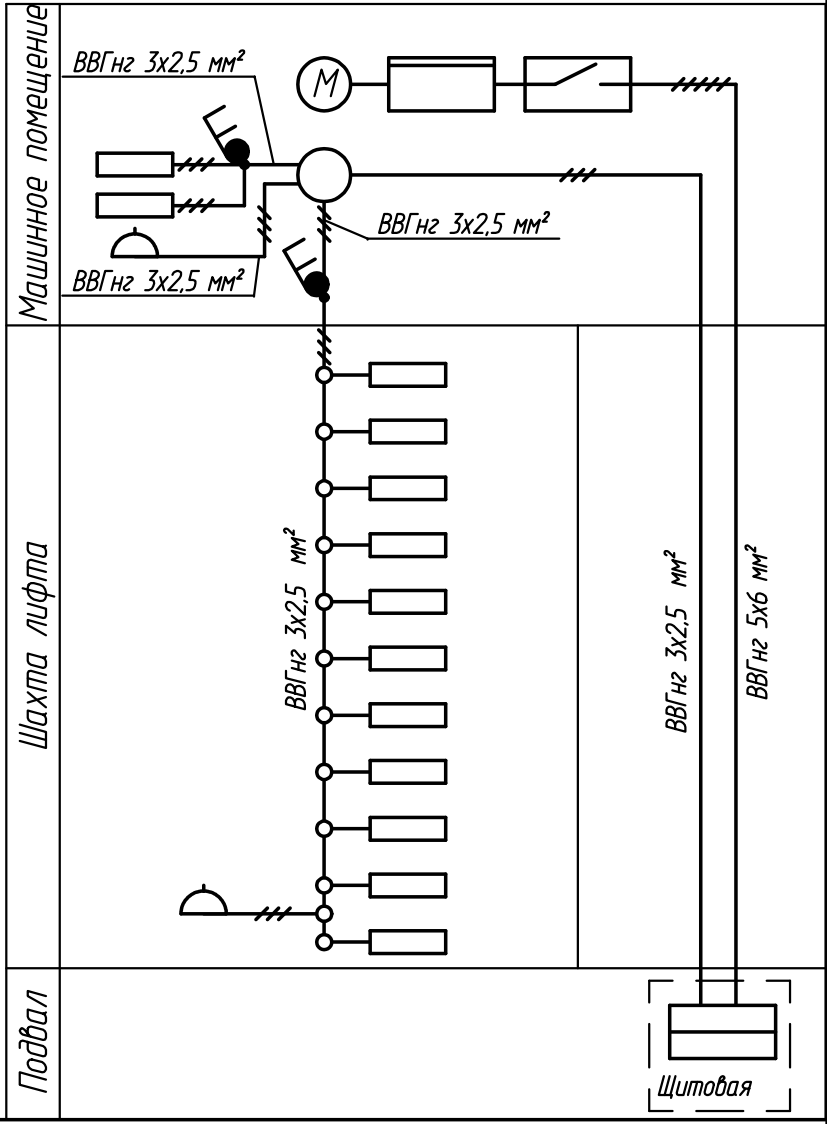 Машинное помещение
ВВГнг 3х2,5 мм²
М
ВВГнг 3х2,5 мм²
ВВГнг 3х2,5 мм²
Шахта лифта
ВВГнг 3х2,5 мм²
ВВГнг 3х2,5 мм²
ВВГнг 5х6 мм²
Подвал
Щитовая